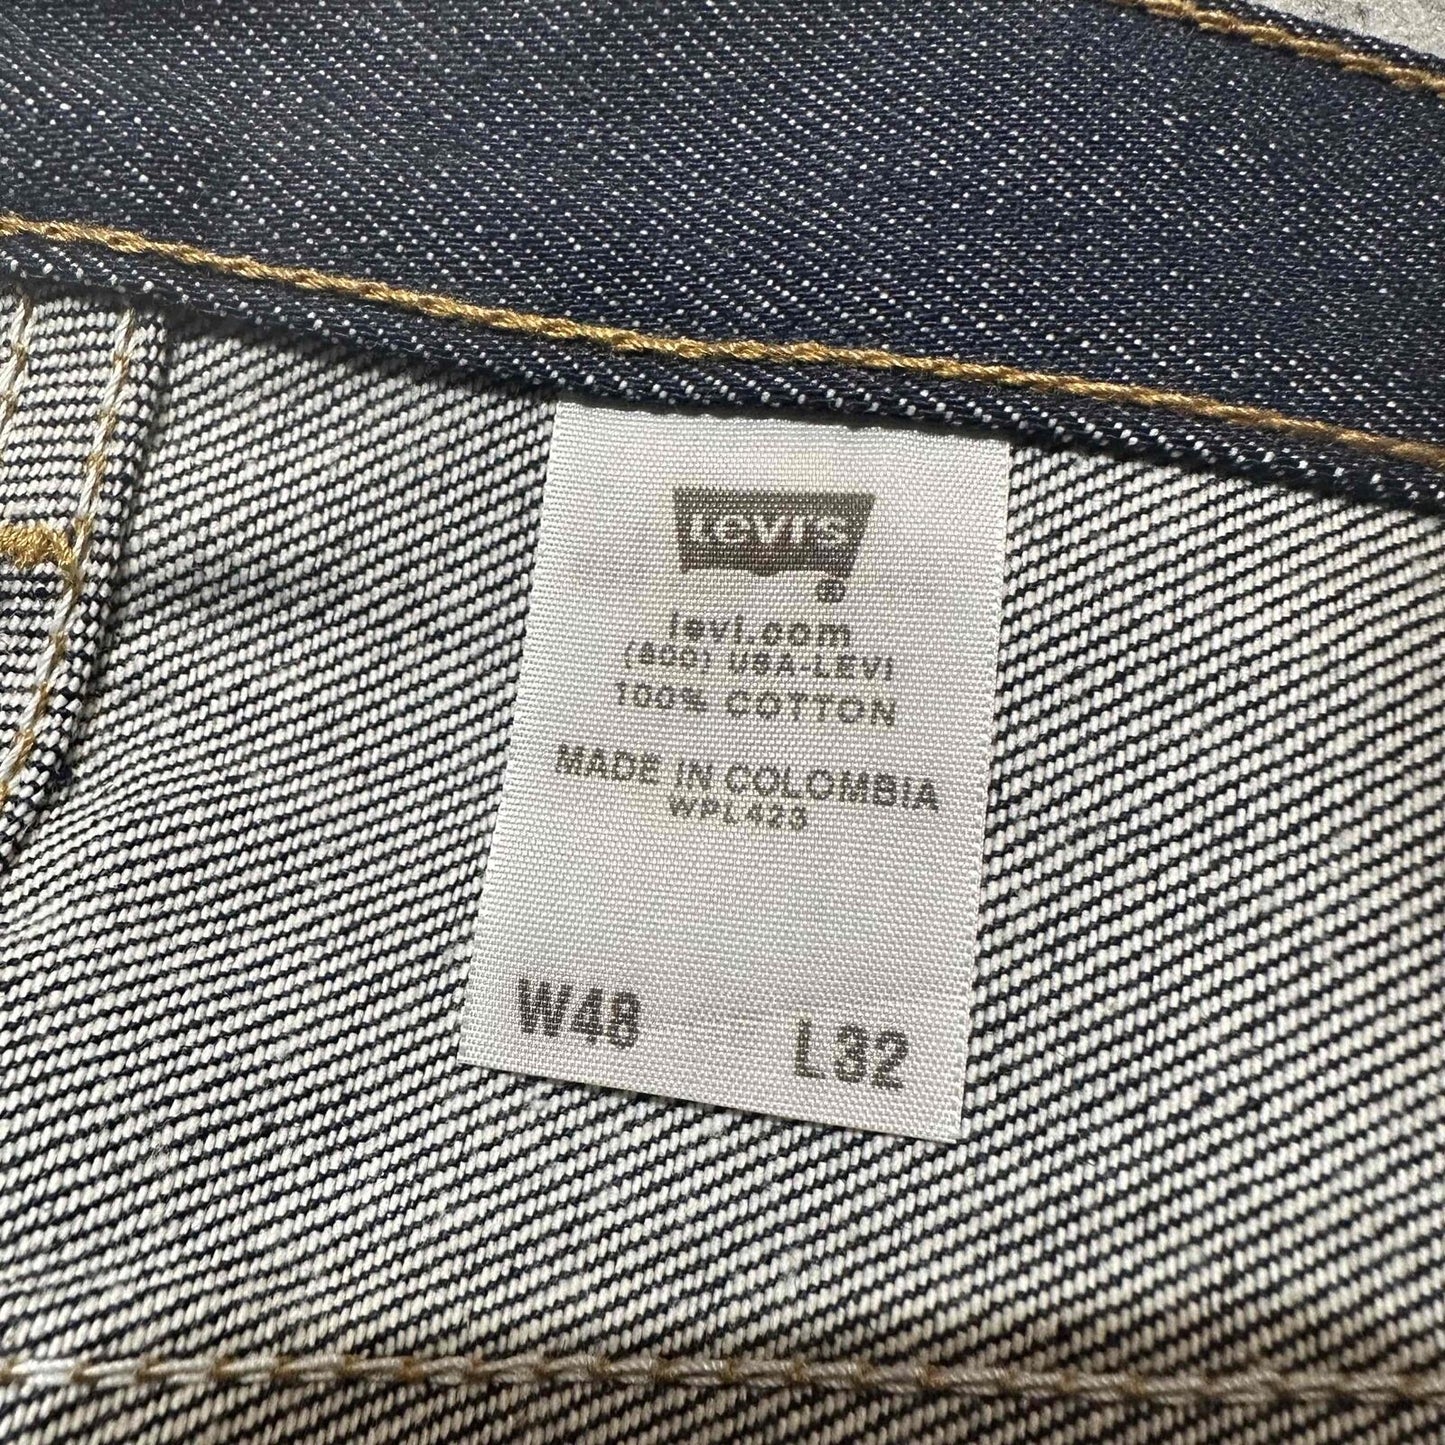 Levi's
®
levi.com
(800) USA-LEVI
100% COTTON
MADE IN COLOMBIA
WPL423
W48 L32